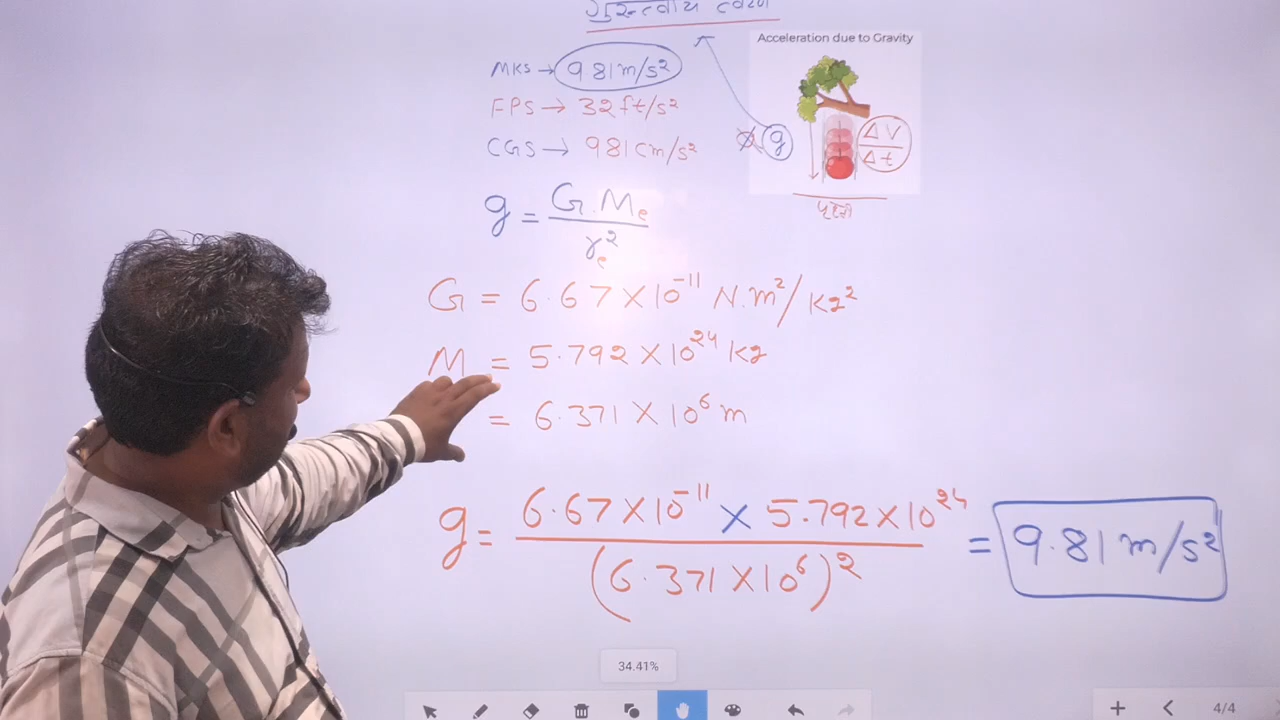 गुरुत्वीय त्वरण
Acceleration due to Gravity
MKS → 9.81 m/s²
FPS → 32 ft/s²
CGS → 981 cm/s²
g
ΔV
Δt
पृथ्वी
g = G.Me
re²
G = 6.67 × 10⁻¹¹ N.m²/Kg²
M = 5.792 × 10²⁴ Kg
= 6.371 × 10⁶ m
g = 6.67 × 10⁻¹¹ × 5.792 × 10²⁴
(6.371 × 10⁶)²
= 9.81 m/s²
34.41%
4/4